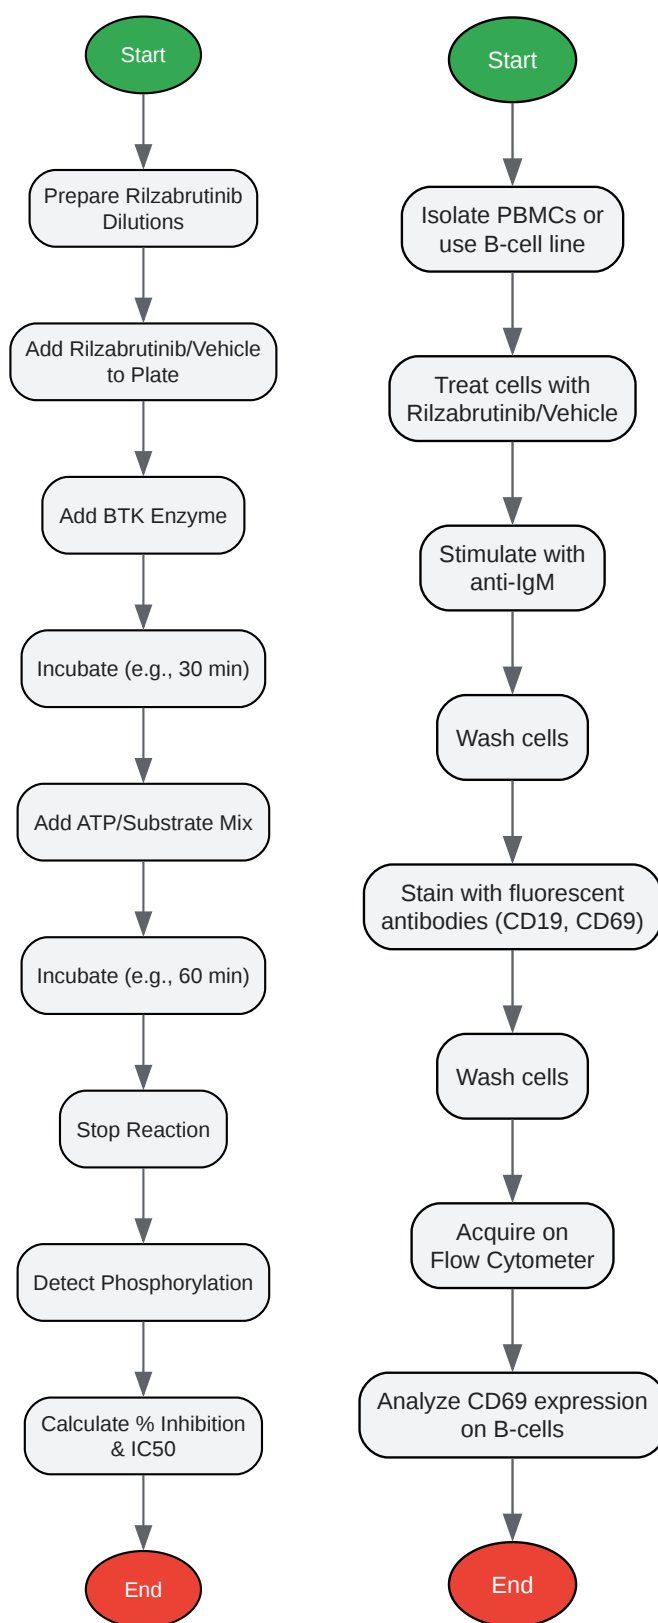 Start
Prepare Rilzabrutinib
Dilutions
Add Rilzabrutinib/Vehicle
to Plate
Add BTK Enzyme
Incubate (e.g., 30 min)
Add ATP/Substrate Mix
Incubate (e.g., 60 min)
Stop Reaction
Detect Phosphorylation
Calculate % Inhibition
& IC50
End
Start
Isolate PBMCs or
use B-cell line
Treat cells with
Rilzabrutinib/Vehicle
Stimulate with
anti-IgM
Wash cells
Stain with fluorescent
antibodies (CD19, CD69)
Wash cells
Acquire on
Flow Cytometer
Analyze CD69 expression
on B-cells
End